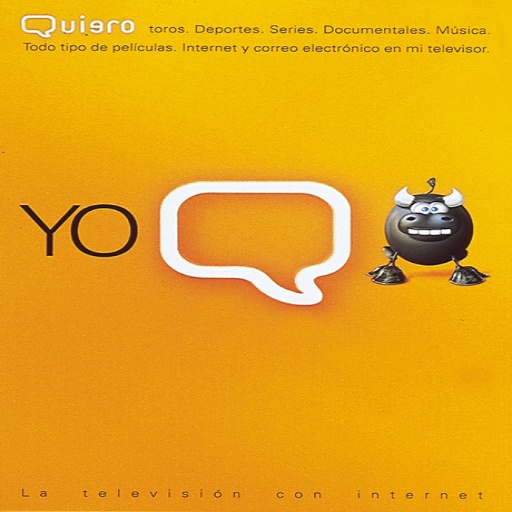 Quiero toros. Deportes. Series. Documentales. Música.
Todo tipo de películas. Internet y correo electrónico en mi televisor.
YO Q
La televisión con internet